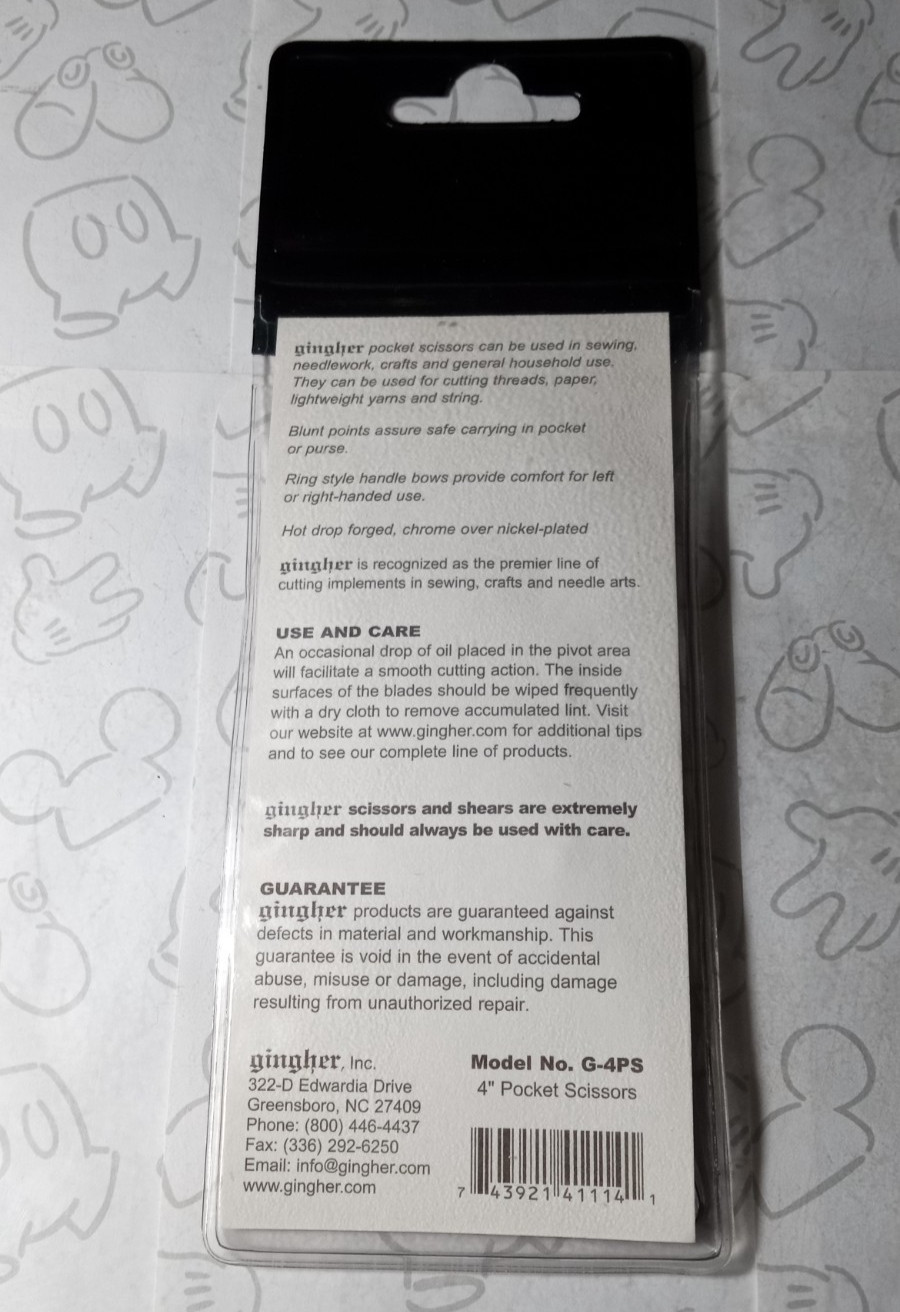 gingher pocket scissors can be used in sewing,
needlework, crafts and general household use.
They can be used for cutting threads, paper,
lightweight yarns and string.
Blunt points assure safe carrying in pocket
or purse.
Ring style handle bows provide comfort for left
or right-handed use.
Hot drop forged, chrome over nickel-plated
gingher is recognized as the premier line of
cutting implements in sewing, crafts and needle arts.
USE AND CARE
An occasional drop of oil placed in the pivot area
will facilitate a smooth cutting action. The inside
surfaces of the blades should be wiped frequently
with a dry cloth to remove accumulated lint. Visit
our website at www.gingher.com for additional tips
and to see our complete line of products.
gingher scissors and shears are extremely
sharp and should always be used with care.
GUARANTEE
gingher products are guaranteed against
defects in material and workmanship. This
guarantee is void in the event of accidental
abuse, misuse or damage, including damage
resulting from unauthorized repair.
gingher, Inc.
322-D Edwardia Drive
Greensboro, NC 27409
Phone: (800) 446-4437
Fax: (336) 292-6250
Email: info@gingher.com
www.gingher.com
Model No. G-4PS
4" Pocket Scissors
7 43921 41114 1